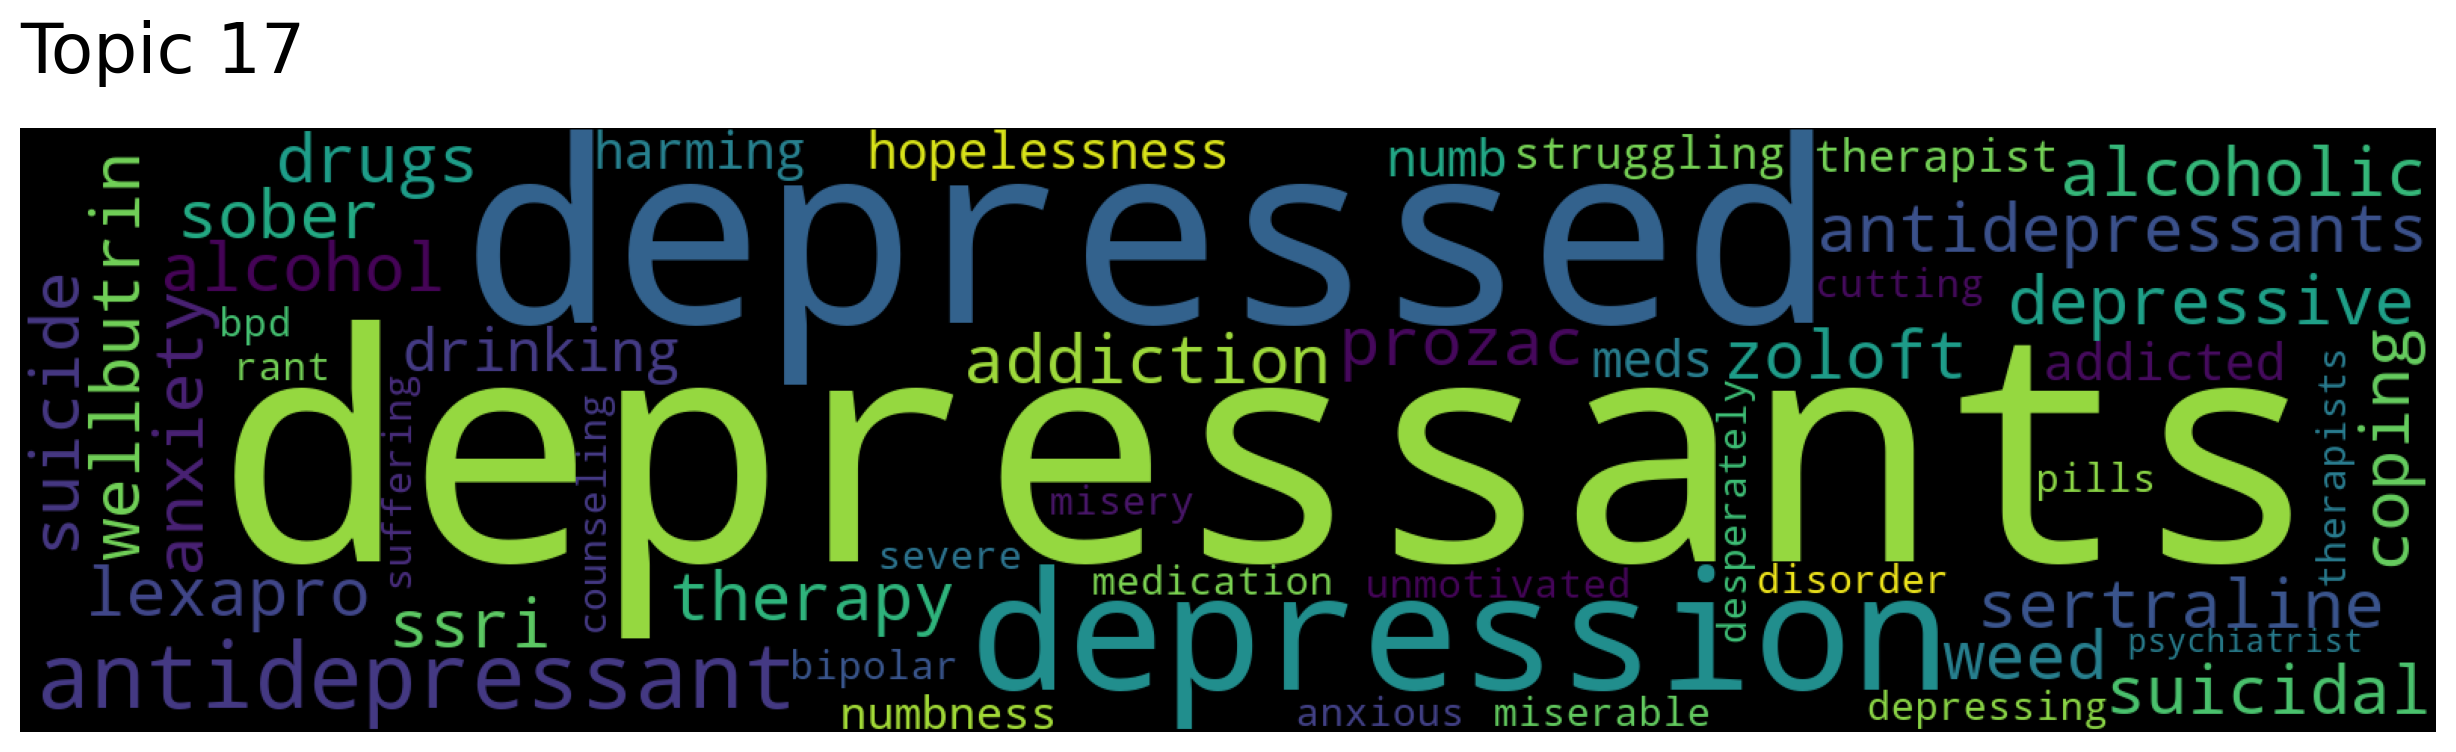 Topic 17
drugs
harming
hopelessness
numb
struggling
therapist
alcoholic
depressed
sober
antidepressants
wellbutrin
alcohol
cutting
depressive
suicide
anxiety
bpd
rant
drinking
addiction
prozac
meds
zoloft
addicted
coping
therapists
depressants
suffering
counseling
misery
desperately
pills
severe
medication
unmotivated
disorder
lexapro
ssri
therapy
depression
sertraline
weed
psychiatrist
antidepressant
bipolar
suicidal
numbness
anxious
miserable
depressing